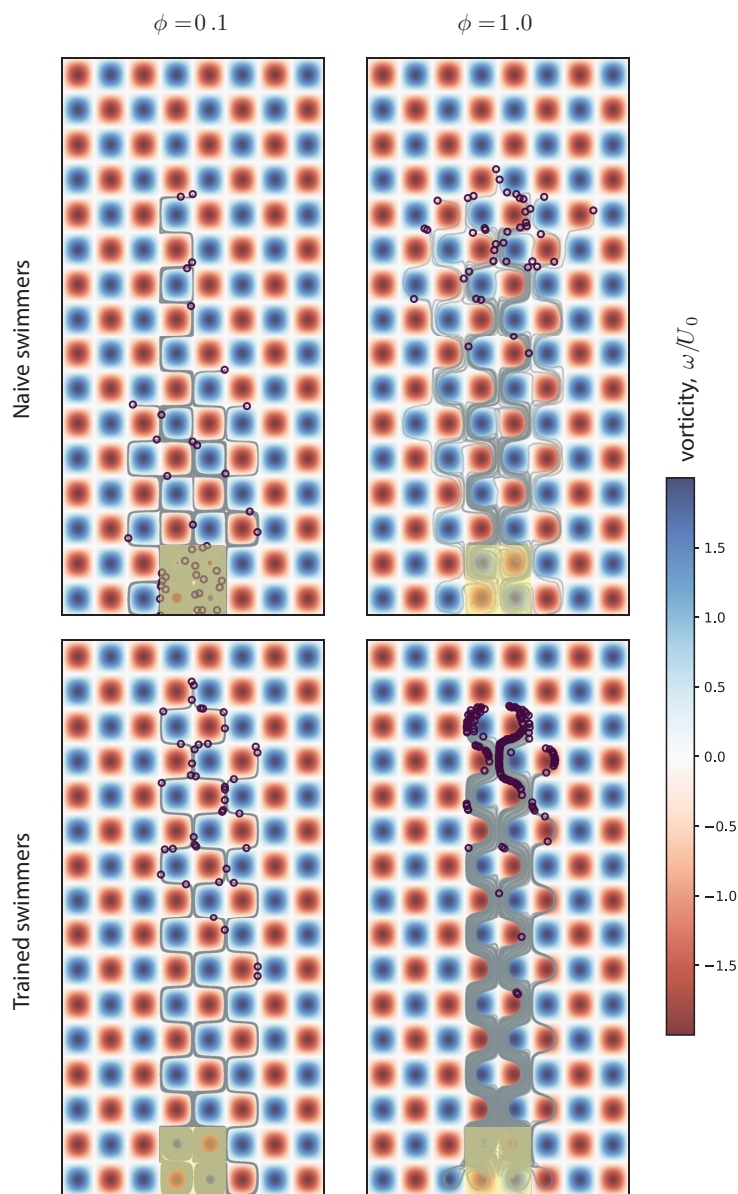 ϕ = 0.1
ϕ = 1.0
Naive swimmers
Trained swimmers
1.5
1.0
0.5
0.0
−0.5
−1.0
−1.5
vorticity, ω/U₀